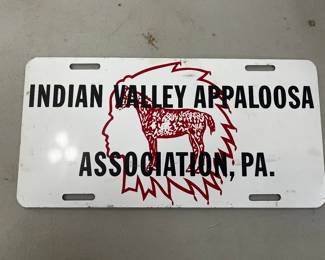 INDIAN VALLEY APPALOOSA
ASSOCIATION, PA.